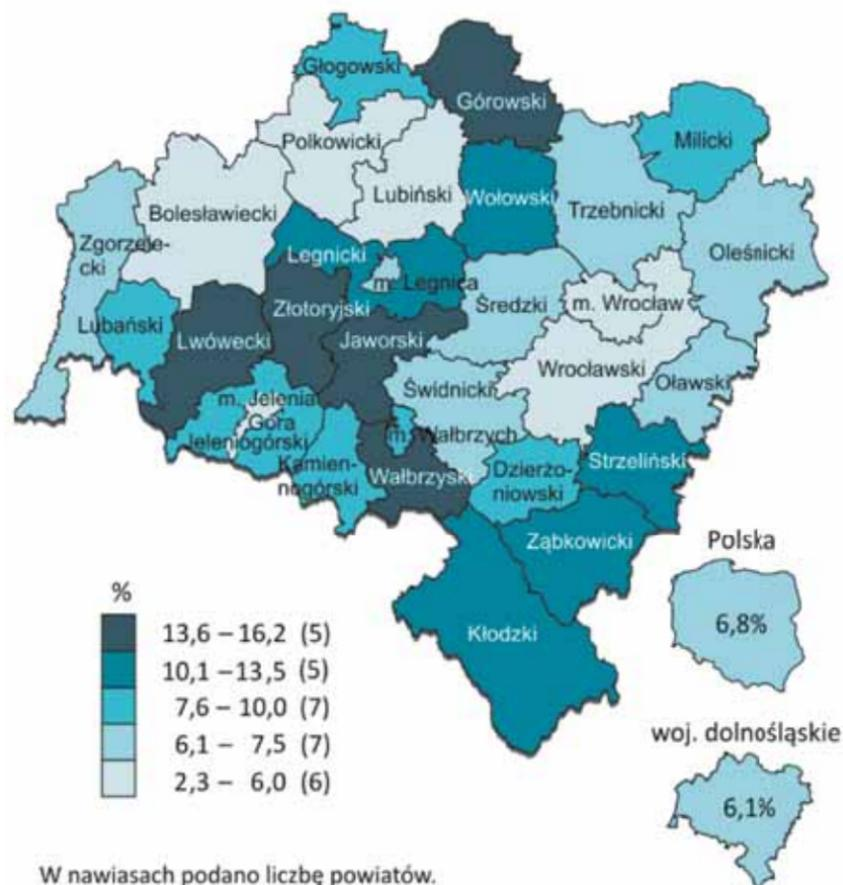 Głogowski
Górowski
Polkowicki
Milicki
Lubiński
Wołowski
Trzebnicki
Bolesławiecki
Zgorzele-
cki
Legnicki
Oleśnicki
m. Legnica
Średzki
m. Wrocław
Złotoryjski
Lubański
Lwówecki
Jaworski
Wrocławski
Oławski
Świdnicki
m. Jelenia
Góra
Jeleniogórski
m. Wałbrzych
Kamien-
nogórski
Wałbrzyski
Dzierżo-
niowski
Strzeliński
Ząbkowicki
Kłodzki
Polska
6,8%
woj. dolnośląskie
6,1%
%
13,6 – 16,2 (5)
10,1 –13,5 (5)
7,6 – 10,0 (7)
6,1 – 7,5 (7)
2,3 – 6,0 (6)
W nawiasach podano liczbę powiatów.